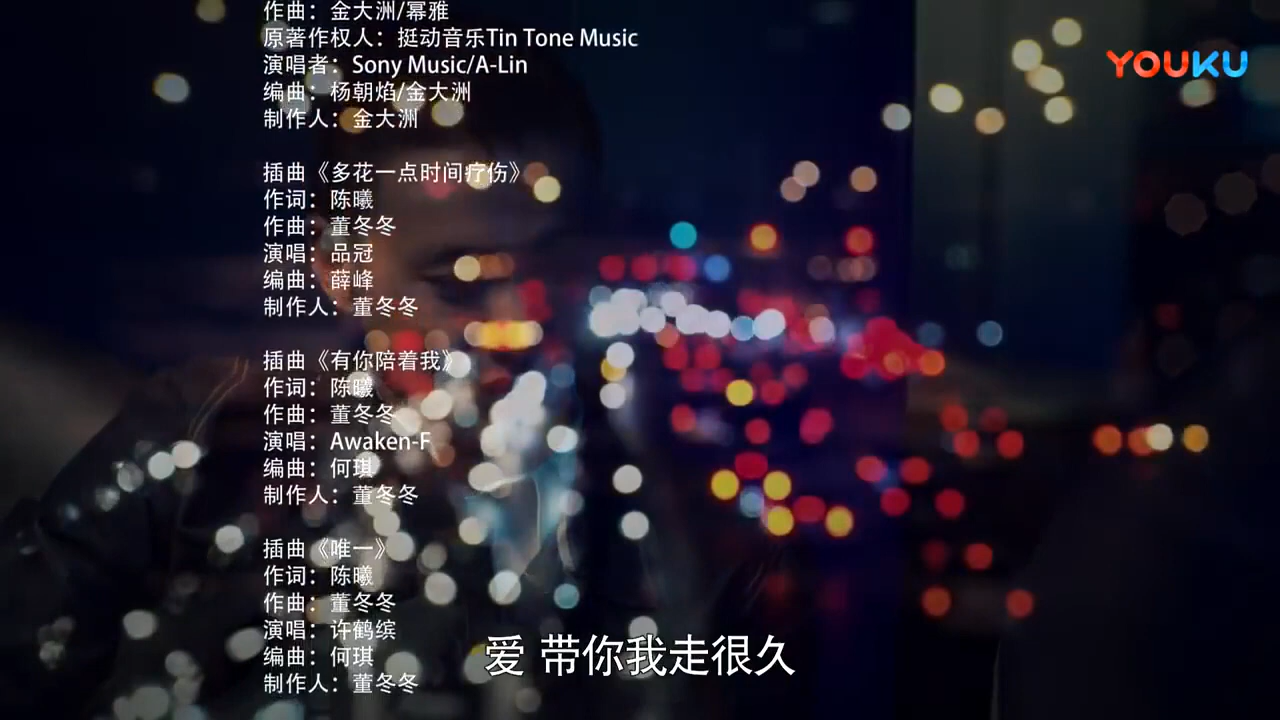 作曲：金大洲/幂雅
原著作权人：挺动音乐Tin Tone Music
演唱者：Sony Music/A-Lin
编曲：杨朝焰/金大洲
制作人：金大洲
YOUKU
插曲《多花一点时间疗伤》
作词：陈曦
作曲：董冬冬
演唱：品冠
编曲：薛峰
制作人：董冬冬
插曲《有你陪着我》
作词：陈曦
作曲：董冬冬
演唱：Awaken-F
编曲：何琪
制作人：董冬冬
插曲《唯一》
作词：陈曦
作曲：董冬冬
演唱：许鹤缤
编曲：何琪
制作人：董冬冬
爱 带你我走很久